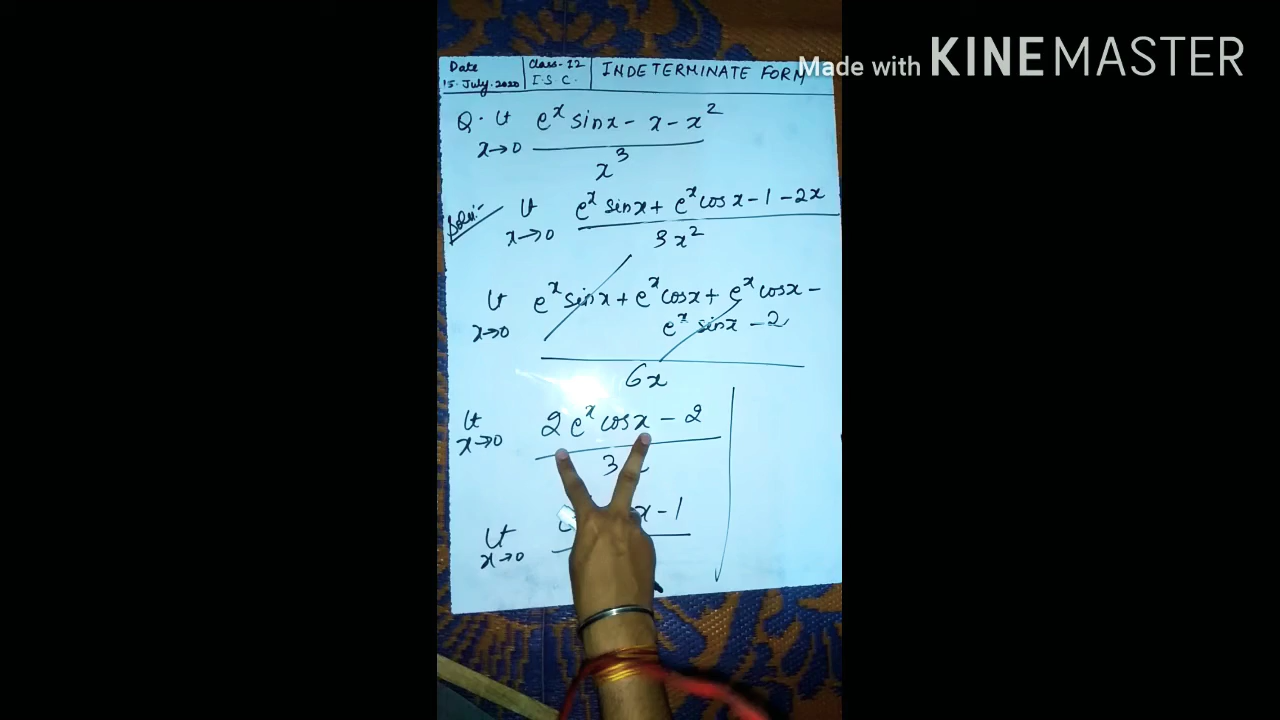 Made with KINEMASTER
Date
15.July.2020
Class-12
I.S.C.
INDETERMINATE FORM
Q. Lt x→0 (e^x sin x - x - x^2) / x^3
Soln:- Lt x→0 (e^x sin x + e^x cos x - 1 - 2x) / 3x^2
Lt x→0 e^x sin x + e^x cos x + e^x cos x -
e^x sin x - 2
6x
Lt x→0 2 e^x cos x - 2
3
Lt x→0 x - 1